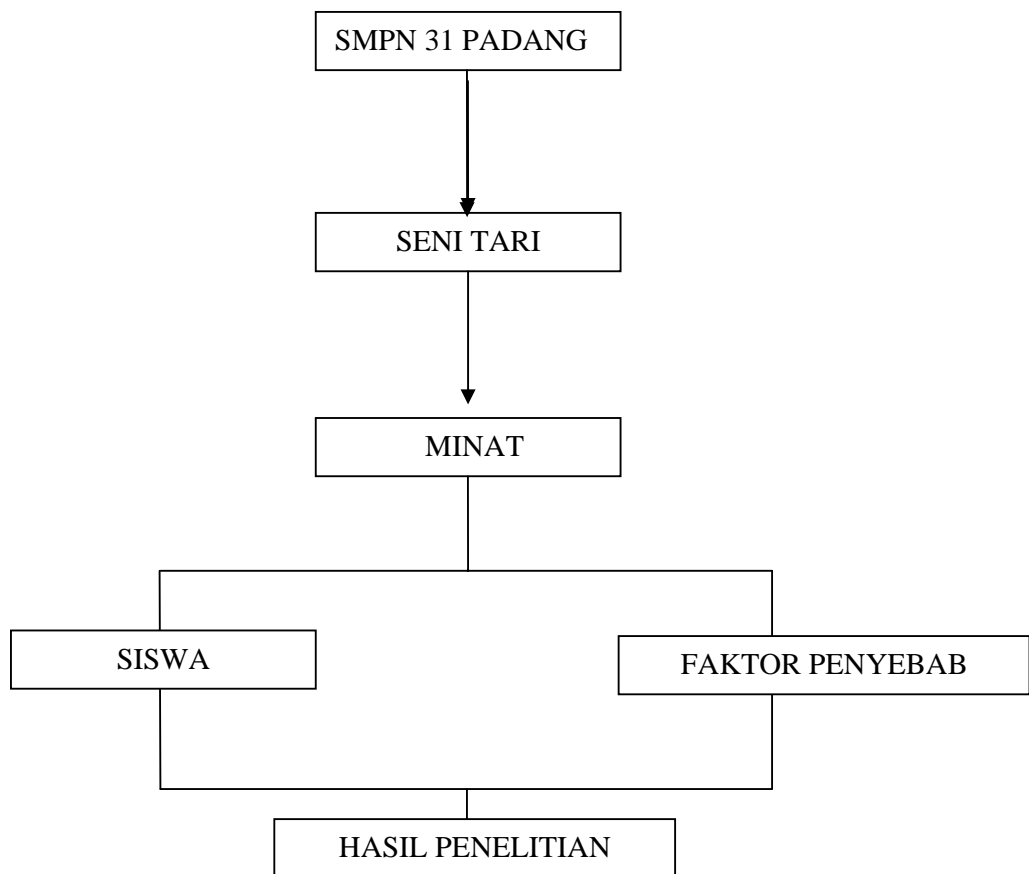 SMPN 31 PADANG
SENI TARI
MINAT
SISWA
FAKTOR PENYEBAB
HASIL PENELITIAN